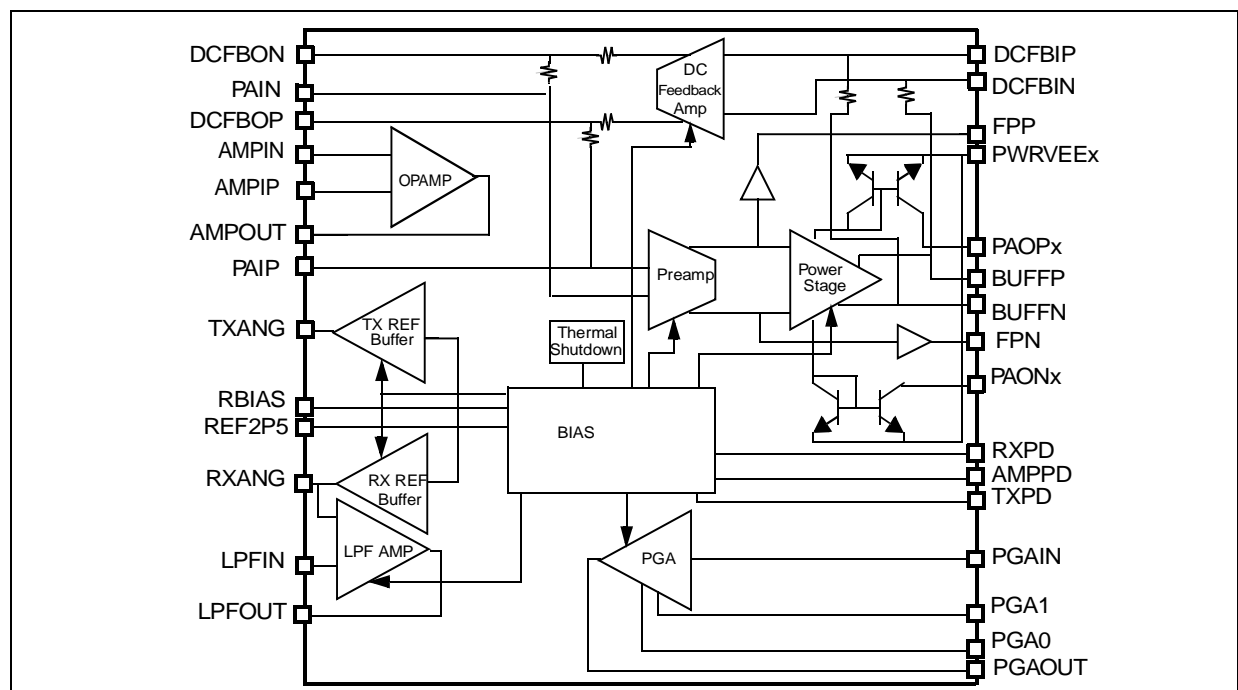 DCFBON
PAIN
DCFBOP
AMPIN
AMPIP
AMPOUT
PAIP
TXANG
RBIAS
REF2P5
RXANG
LPFIN
LPFOUT
DC
Feedback
Amp
OPAMP
Preamp
Power
Stage
TX REF
Buffer
Thermal
Shutdown
BIAS
RX REF
Buffer
LPF AMP
PGA
DCFBIP
DCFBIN
FPP
PWRVEEx
PAOPx
BUFFP
BUFFN
FPN
PAONx
RXPD
AMPPD
TXPD
PGAIN
PGA1
PGA0
PGAOUT